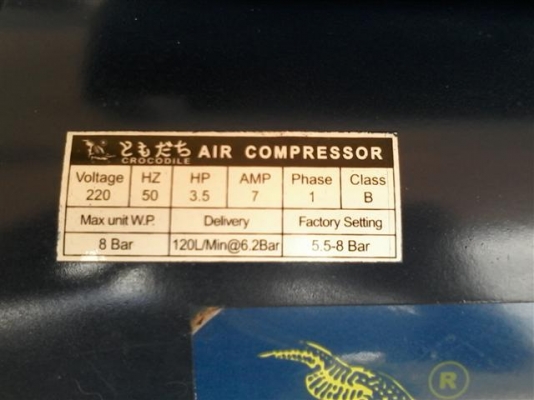 ともだち AIR COMPRESSOR
CROCODILE
Voltage HZ HP AMP Phase Class
220 50 3.5 7 1 B
Max unit W.P. Delivery Factory Setting
8 Bar 120L/Min@6.2Bar 5.5-8 Bar
®